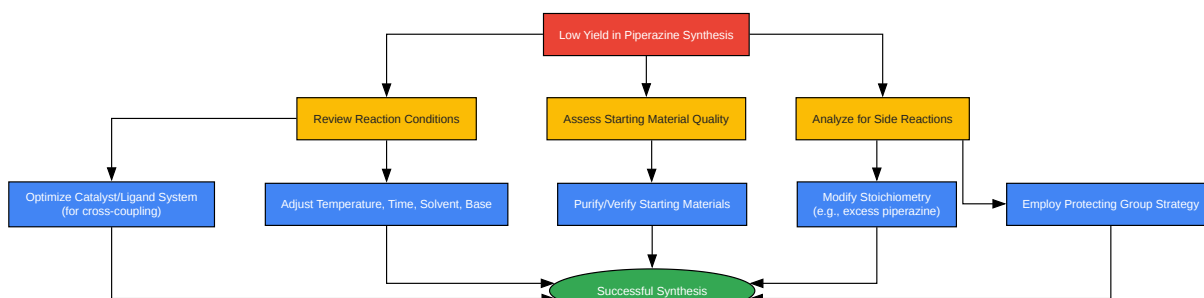 Low Yield in Piperazine Synthesis
Review Reaction Conditions
Assess Starting Material Quality
Analyze for Side Reactions
Optimize Catalyst/Ligand System
(for cross-coupling)
Adjust Temperature, Time, Solvent, Base
Purify/Verify Starting Materials
Modify Stoichiometry
(e.g., excess piperazine)
Employ Protecting Group Strategy
Successful Synthesis